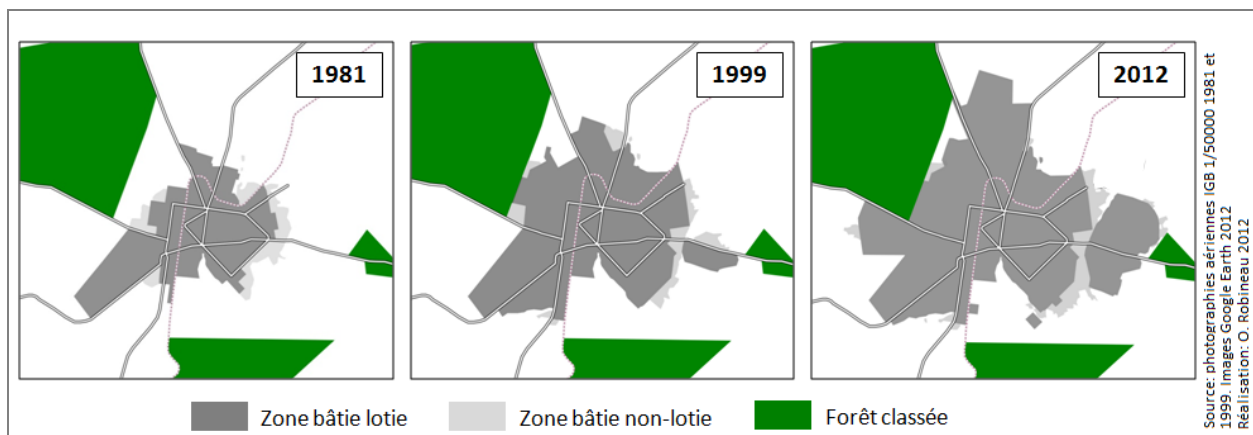 1981
1999
2012
Source: photographies aériennes IGB 1/50000 1981 et
1999. Images Google Earth 2012
Réalisation: O. Robineau 2012
Zone bâtie lotie
Zone bâtie non-lotie
Forêt classée